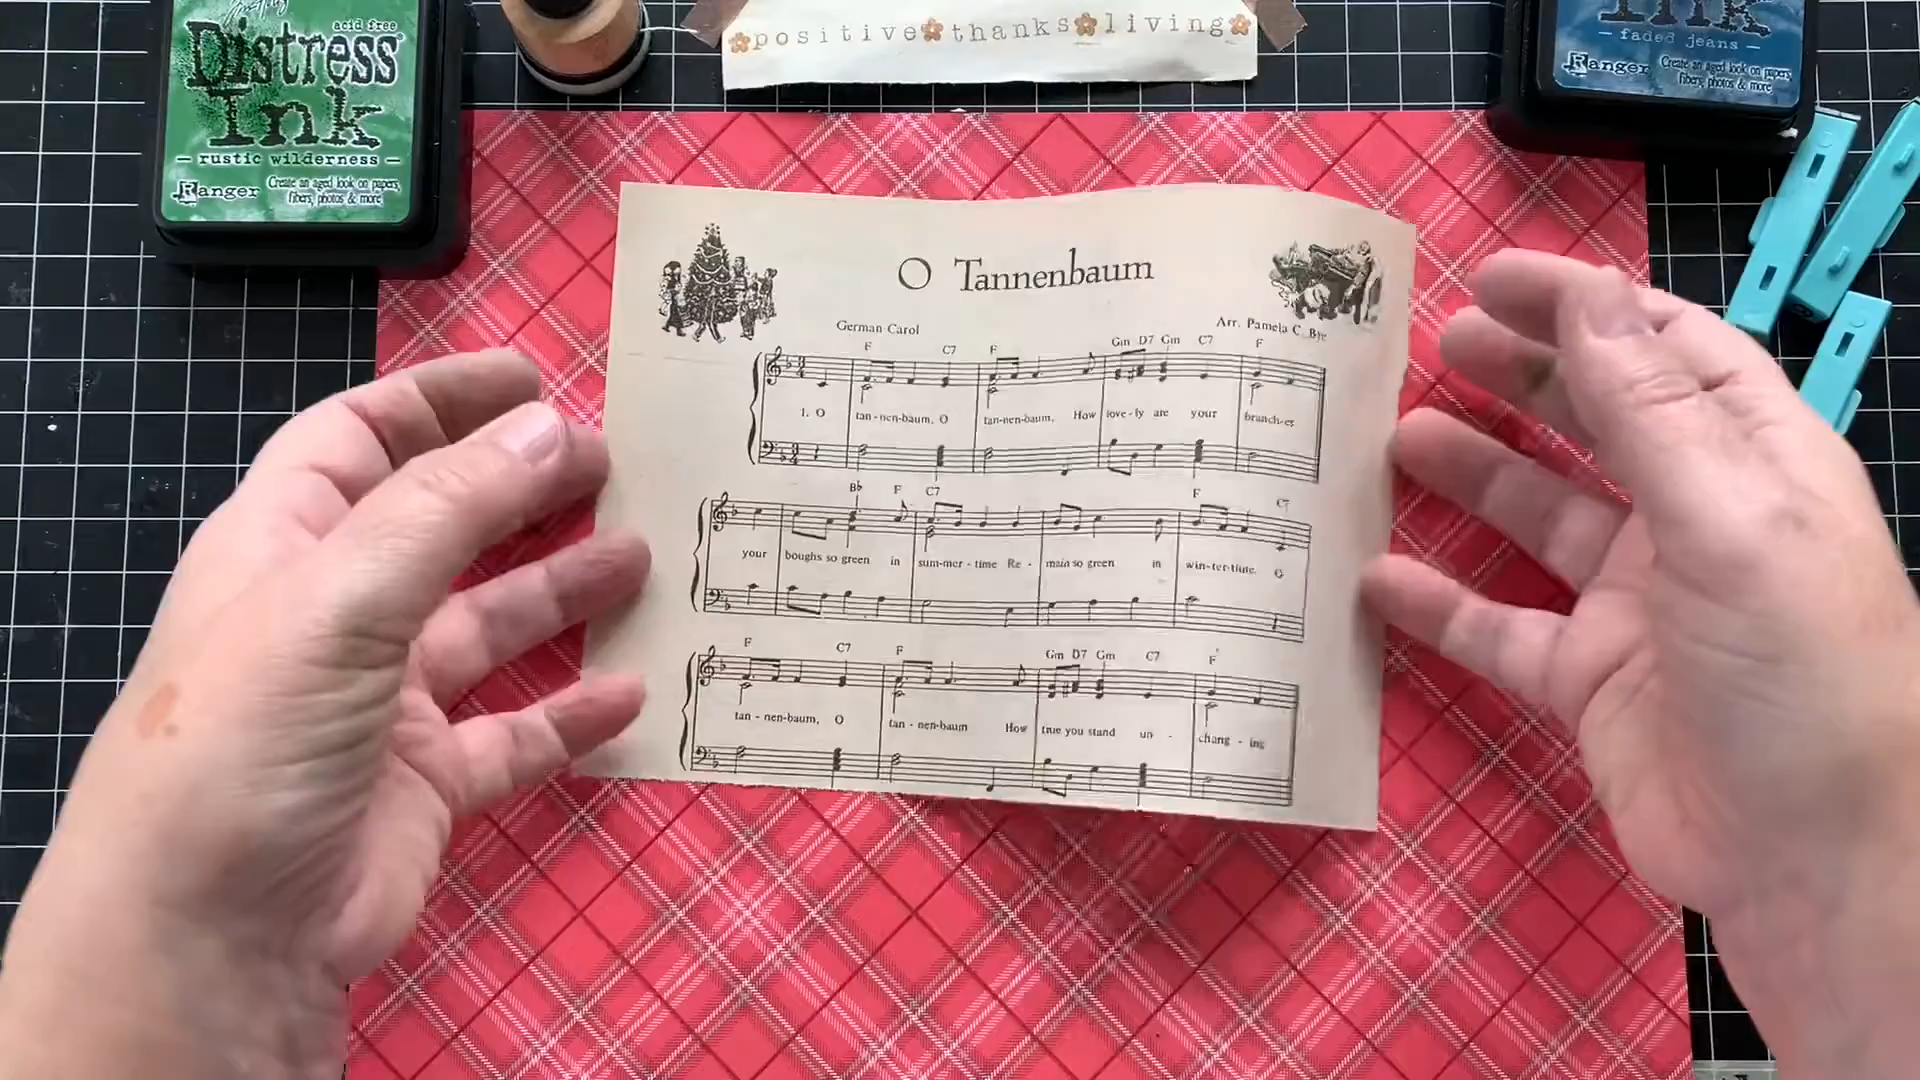 Distress
acid free
Ink
— rustic wilderness —
Ranger
Create an aged look on papers,
fibers, photos & more!
positive thanks living
Ink
— faded jeans —
Ranger
Create an aged look on papers,
fibers, photos & more!
O Tannenbaum
German Carol
Arr. Pamela C. Bye
F C7 F Gm D7 Gm C7 F
1. O tan-nen-baum, O tan-nen-baum, How love-ly are your branch-es
Bb F C7 F C7
your boughs so green in sum-mer-time Re-main so green in win-ter-time. O
F C7 F Gm D7 Gm C7 F
tan-nen-baum, O tan-nen-baum How true you stand un-chang-ing